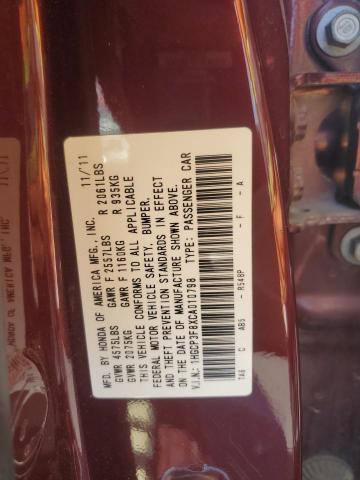 MFD. BY HONDA OF AMERICA MFG., INC. 11/11
GVWR 4575LBS GAWR F 2557LBS R 2061LBS
GVWR 2075KG GAWR F 1160KG R 935KG
THIS VEHICLE CONFORMS TO ALL APPLICABLE
FEDERAL MOTOR VEHICLE SAFETY, BUMPER,
AND THEFT PREVENTION STANDARDS IN EFFECT
ON THE DATE OF MANUFACTURE SHOWN ABOVE.
V.I.N.: 1HGCP3F8XCA010798 TYPE: PASSENGER CAR
TA6 C AB5 - R548P - F - A